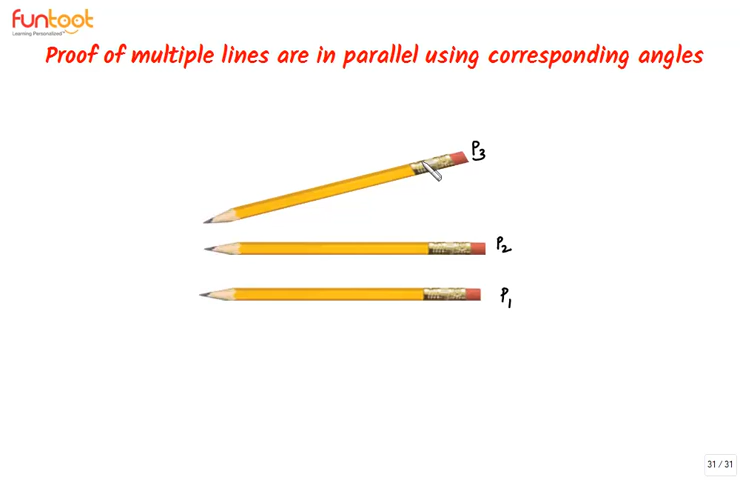 funtoot
Learning Personalized
Proof of multiple lines are in parallel using corresponding angles
P3
P2
P1
31 / 31